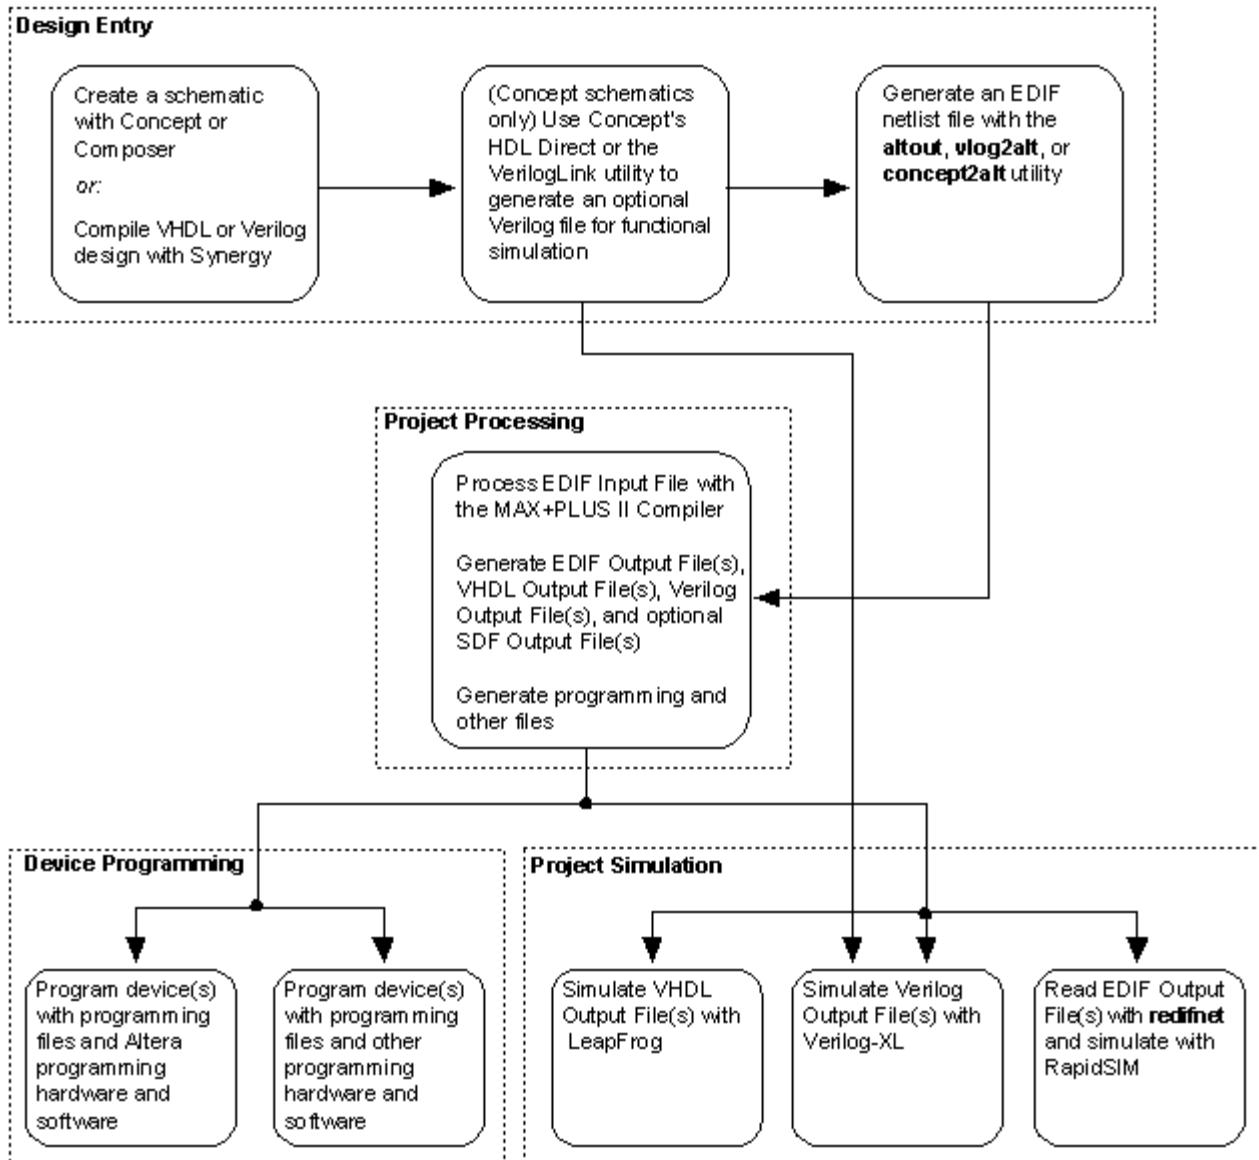 Design Entry
Create a schematic
with Concept or
Composer
or:
Compile VHDL or Verilog
design with Synergy
(Concept schematics
only) Use Concept's
HDL Direct or the
VerilogLink utility to
generate an optional
Verilog file for functional
simulation
Generate an EDIF
netlist file with the
altout, vlog2alt, or
concept2alt utility
Project Processing
Process EDIF Input File with
the MAX+PLUS II Compiler
Generate EDIF Output File(s),
VHDL Output File(s), Verilog
Output File(s), and optional
SDF Output File(s)
Generate programming and
other files
Device Programming
Program device(s)
with programming
files and Altera
programming
hardware and
software
Program device(s)
with programming
files and other
programming
hardware and
software
Project Simulation
Simulate VHDL
Output File(s) with
LeapFrog
Simulate Verilog
Output File(s) with
Verilog-XL
Read EDIF Output
File(s) with redifnet
and simulate with
RapidSIM